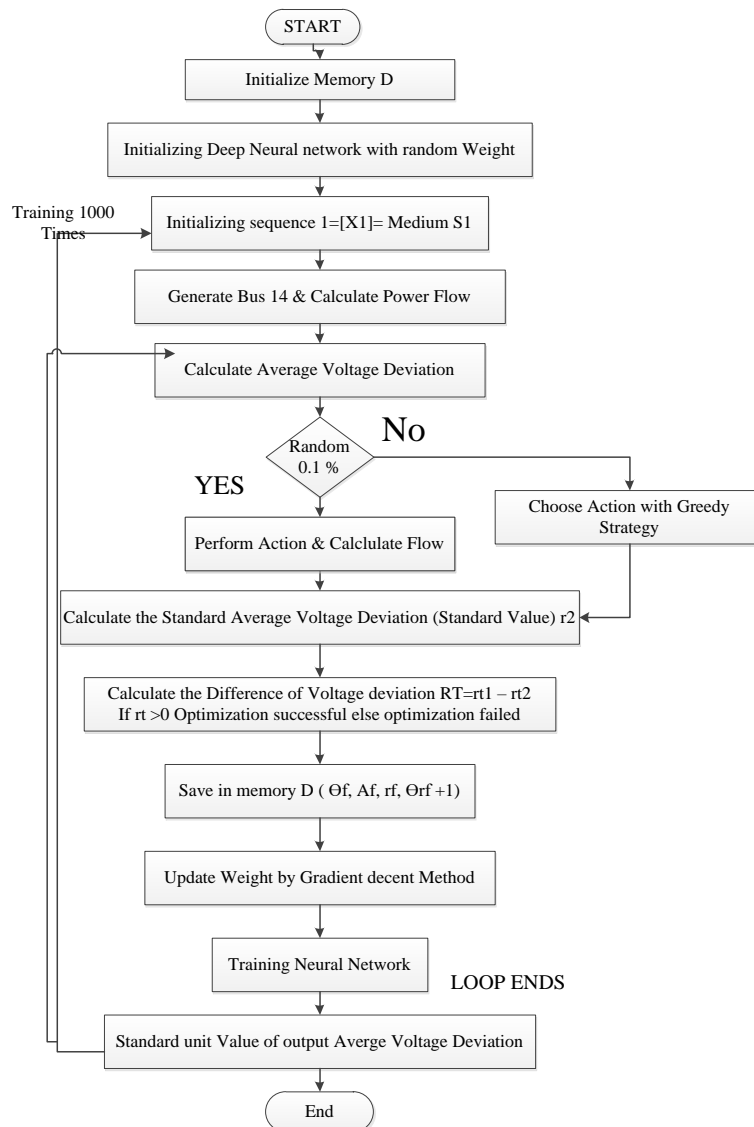 START
Initialize Memory D
Initializing Deep Neural network with random Weight
Training 1000
Times
Initializing sequence 1=[X1]= Medium S1
Generate Bus 14 & Calculate Power Flow
Calculate Average Voltage Deviation
Random
0.1 %
No
YES
Choose Action with Greedy
Strategy
Perform Action & Calclulate Flow
Calculate the Standard Average Voltage Deviation (Standard Value) r2
Calculate the Difference of Voltage deviation RT=rt1 – rt2
If rt >0 Optimization successful else optimization failed
Save in memory D ( ϴf, Af, rf, ϴrf +1)
Update Weight by Gradient decent Method
Training Neural Network
LOOP ENDS
Standard unit Value of output Averge Voltage Deviation
End